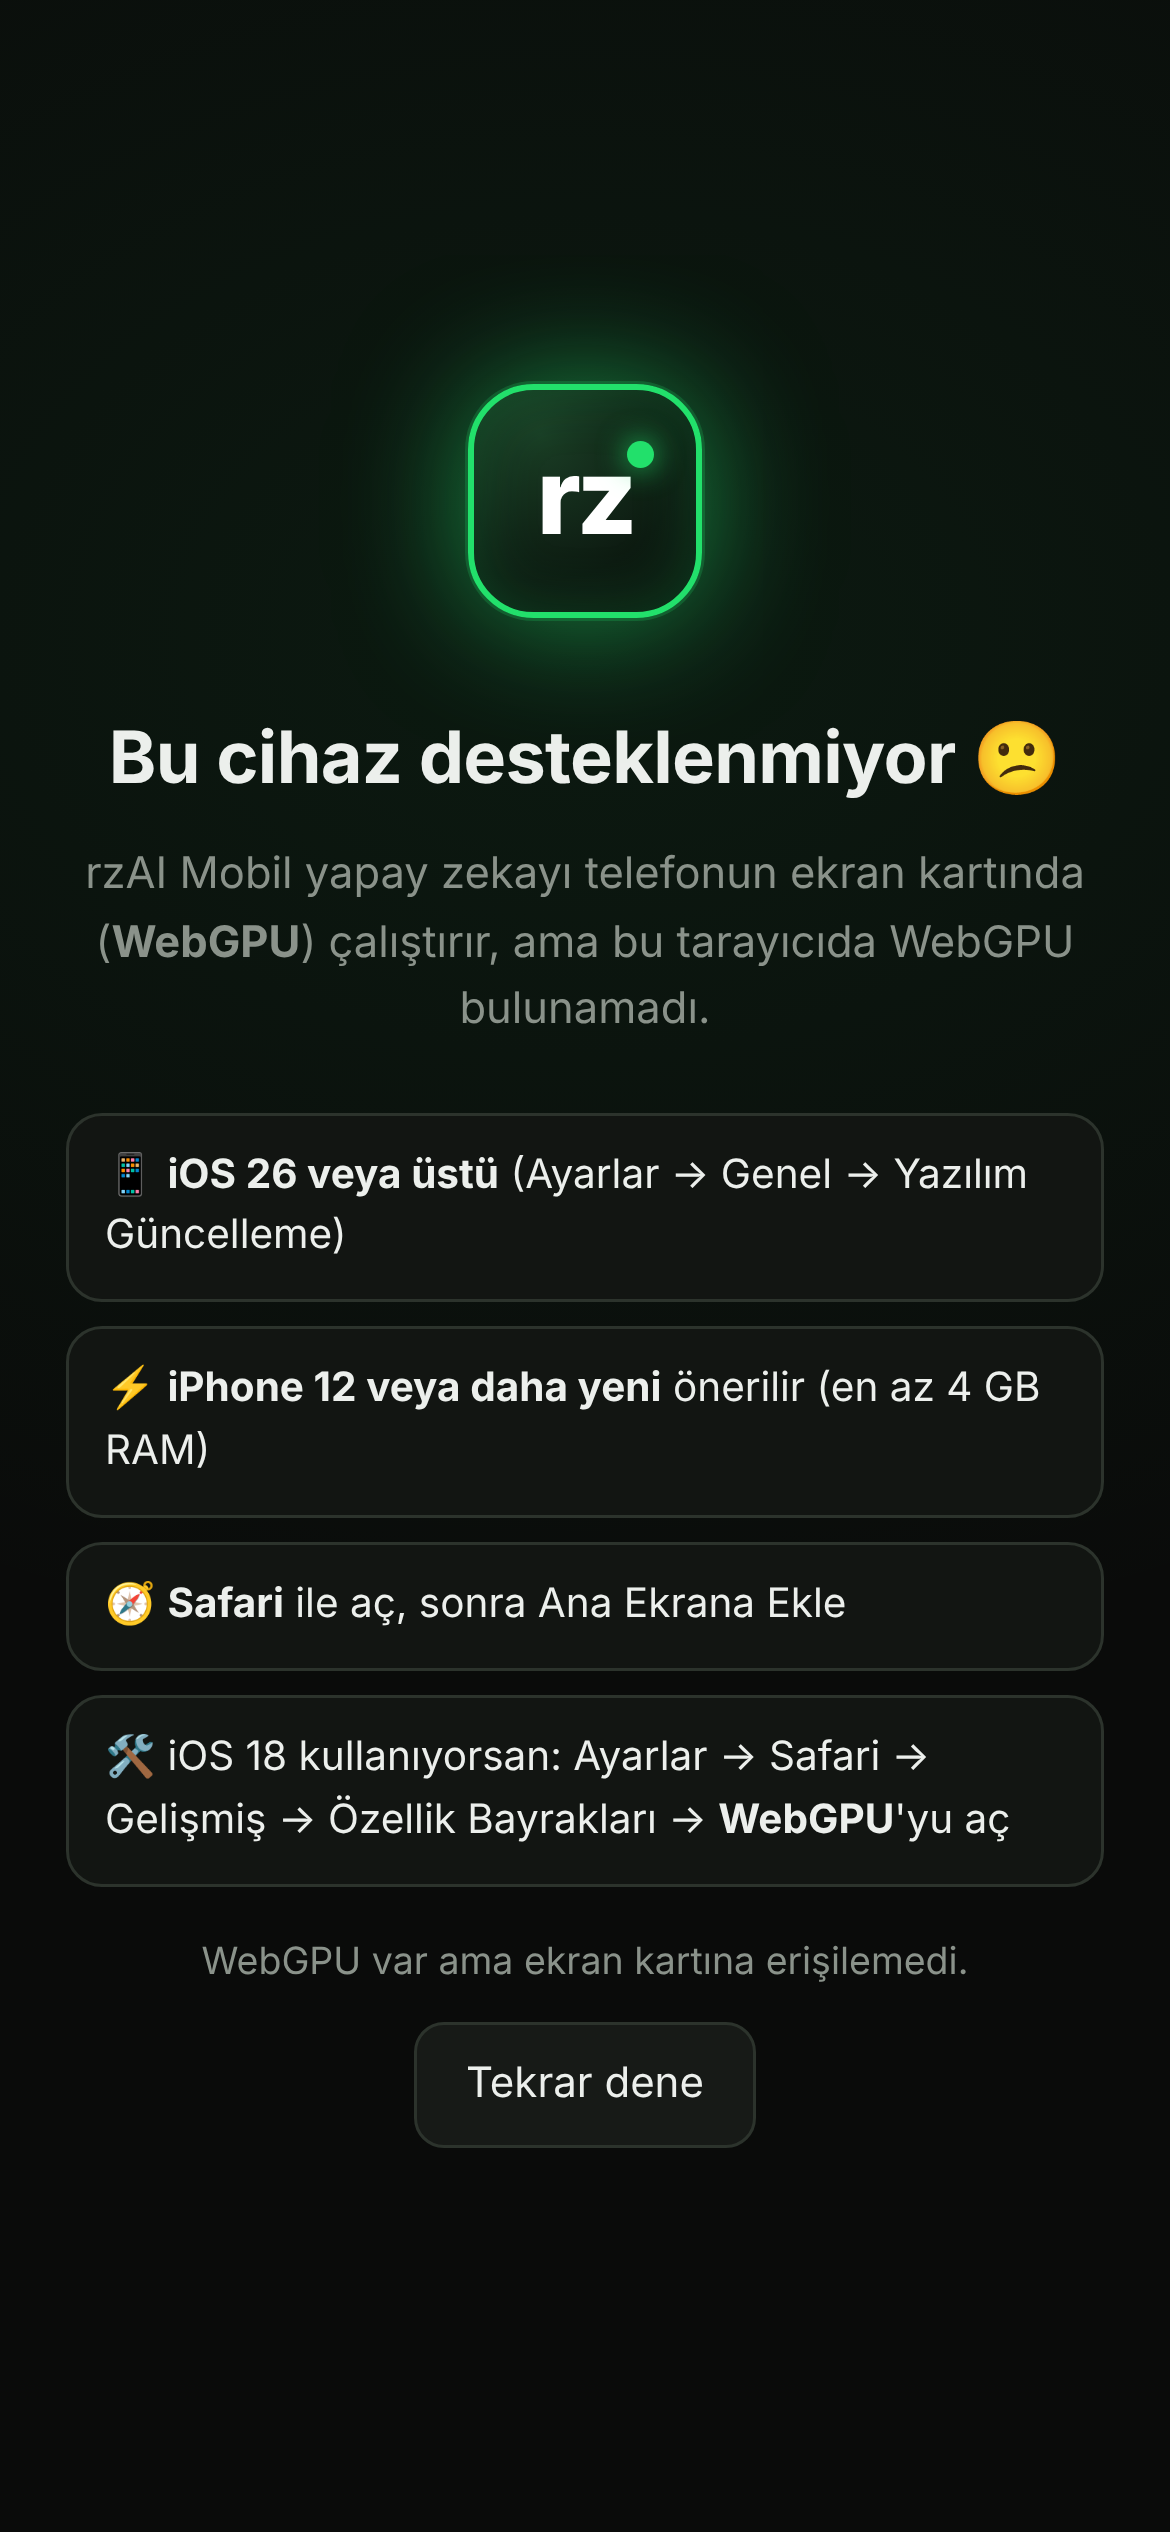 rz
Bu cihaz desteklenmiyor 😕
rzAI Mobil yapay zekayı telefonun ekran kartında
(WebGPU) çalıştırır, ama bu tarayıcıda WebGPU
bulunamadı.
📱 iOS 26 veya üstü (Ayarlar → Genel → Yazılım
Güncelleme)
⚡ iPhone 12 veya daha yeni önerilir (en az 4 GB
RAM)
🧭 Safari ile aç, sonra Ana Ekrana Ekle
🛠️ iOS 18 kullanıyorsan: Ayarlar → Safari →
Gelişmiş → Özellik Bayrakları → WebGPU'yu aç
WebGPU var ama ekran kartına erişilemedi.
Tekrar dene